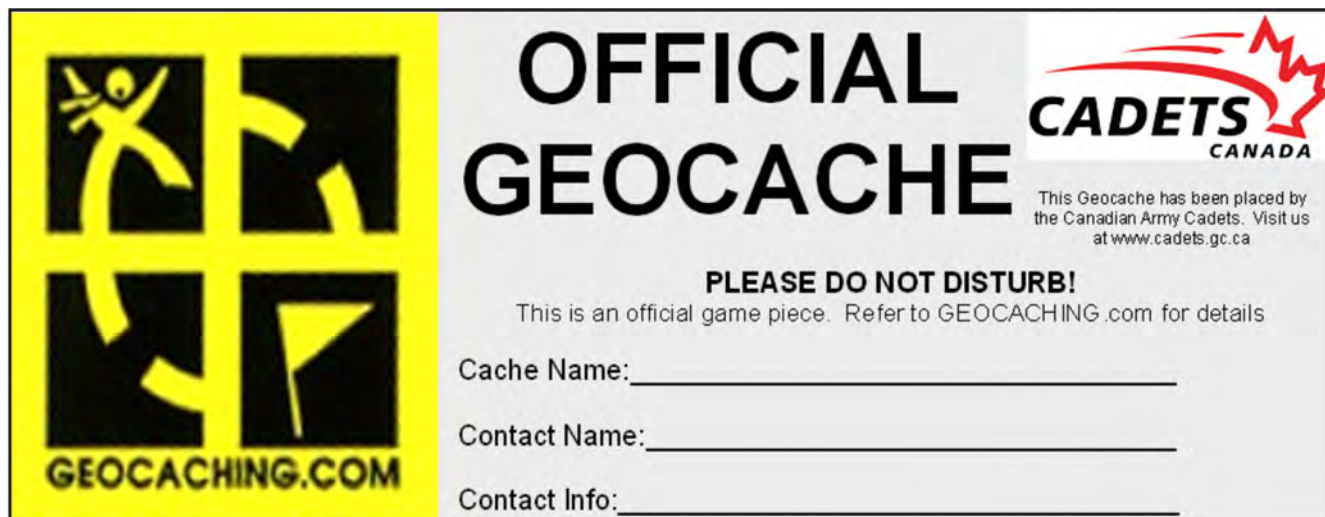 OFFICIAL
GEOCACHE
CADETS
CANADA
This Geocache has been placed by
the Canadian Army Cadets. Visit us
at www.cadets.gc.ca
PLEASE DO NOT DISTURB!
This is an official game piece. Refer to GEOCACHING.com for details
Cache Name:
Contact Name:
Contact Info:
GEOCACHING.COM